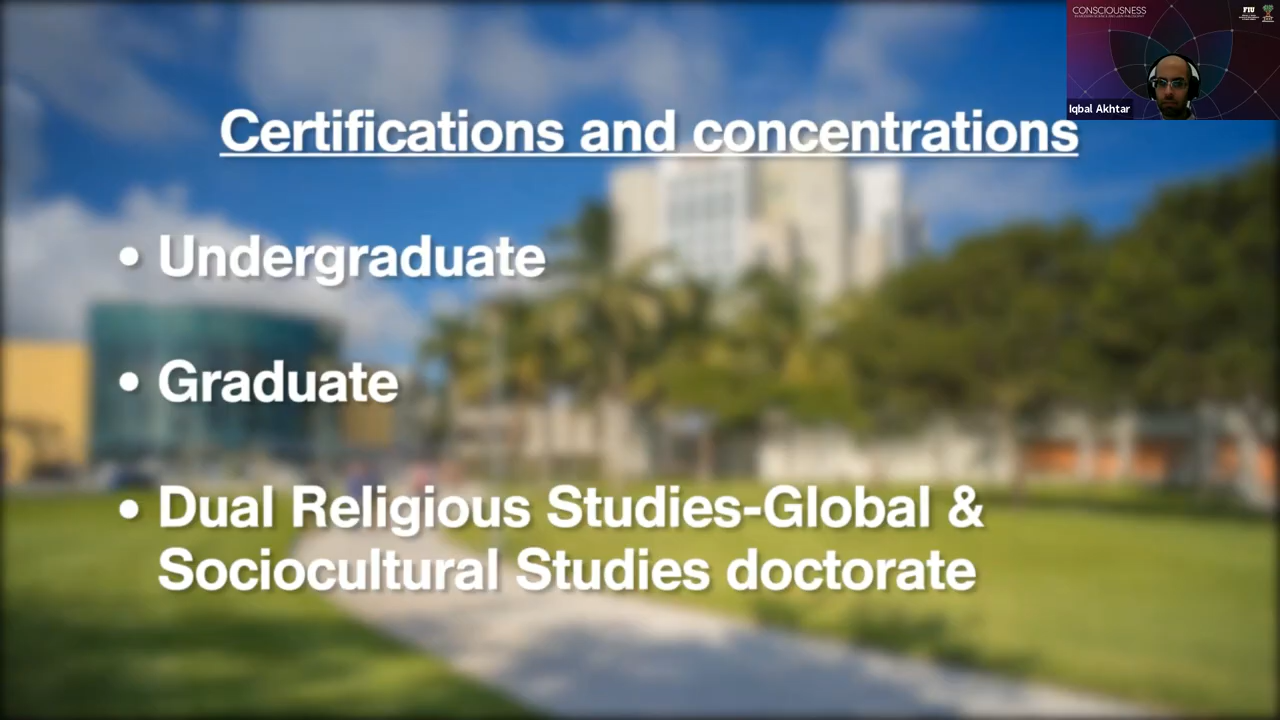 CONSCIOUSNESS
FIU
Iqbal Akhtar
Certifications and concentrations
• Undergraduate
• Graduate
• Dual Religious Studies-Global &
Sociocultural Studies doctorate